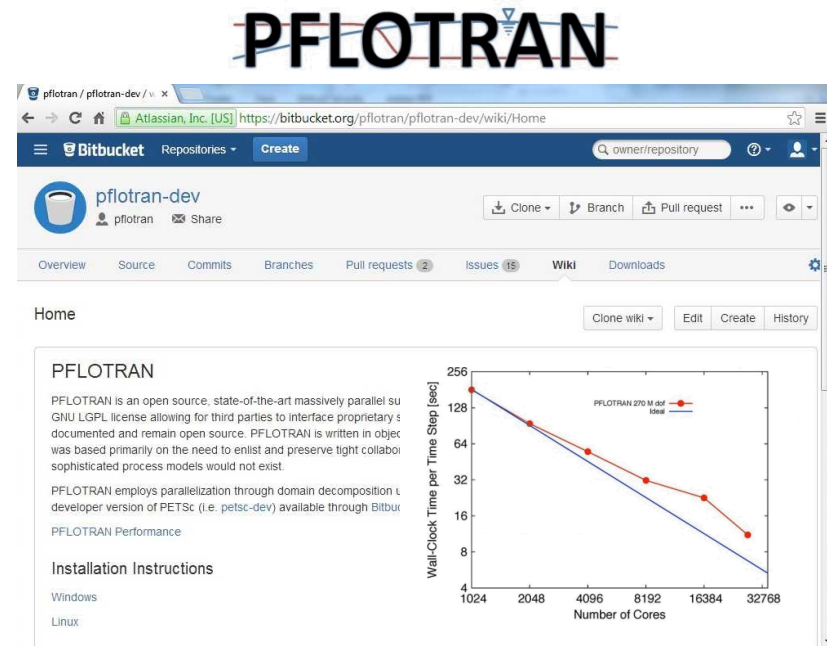 PFLOTRAN
pflotran / pflotran-dev / w
Atlassian, Inc. [US] https://bitbucket.org/pflotran/pflotran-dev/wiki/Home
Bitbucket Repositories Create owner/repository
pflotran-dev
pflotran Share
Clone Branch Pull request
Overview Source Commits Branches Pull requests 2 Issues 15 Wiki Downloads
Home
Clone wiki Edit Create History
PFLOTRAN
PFLOTRAN is an open source, state-of-the-art massively parallel su
GNU LGPL license allowing for third parties to interface proprietary s
documented and remain open source. PFLOTRAN is written in objec
was based primarily on the need to enlist and preserve tight collabor
sophisticated process models would not exist.
PFLOTRAN employs parallelization through domain decomposition u
developer version of PETSc (i.e. petsc-dev) available through Bitbuc
PFLOTRAN Performance
Installation Instructions
Windows
Linux
Wall-Clock Time per Time Step [sec]
256
128
64
32
16
8
4
PFLOTRAN 270 M dof
Ideal
1024 2048 4096 8192 16384 32768
Number of Cores